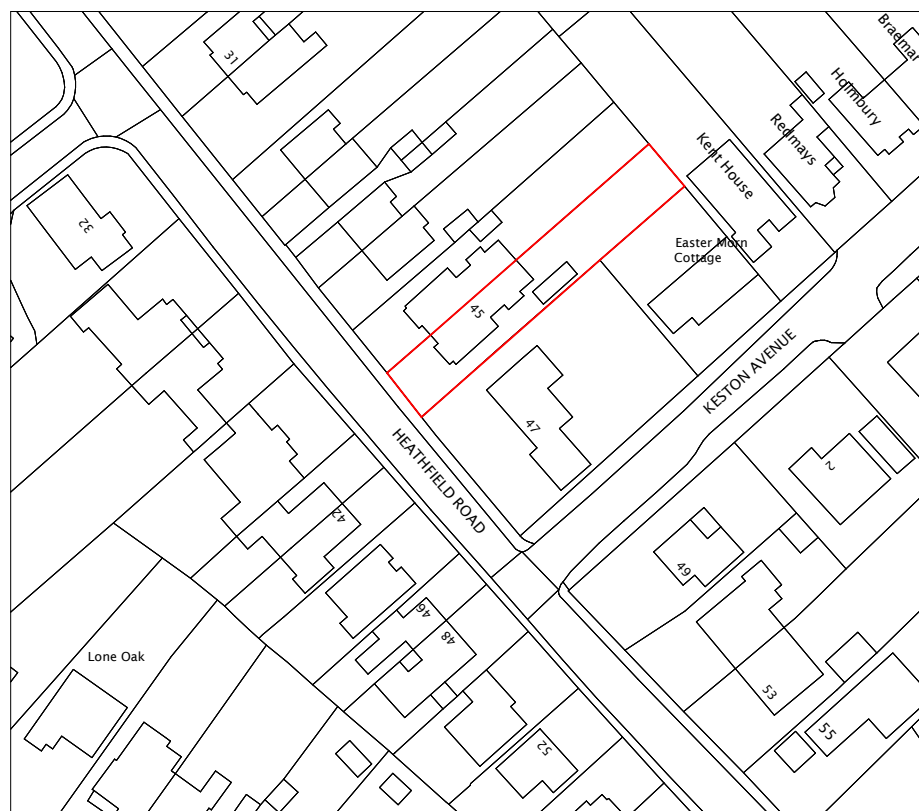 Braemar
31
Holmbury
Redmays
Kent House
32
Easter Morn
Cottage
45
KESTON AVENUE
47
HEATHFIELD ROAD
2
42
49
46
48
Lone Oak
53
55
52